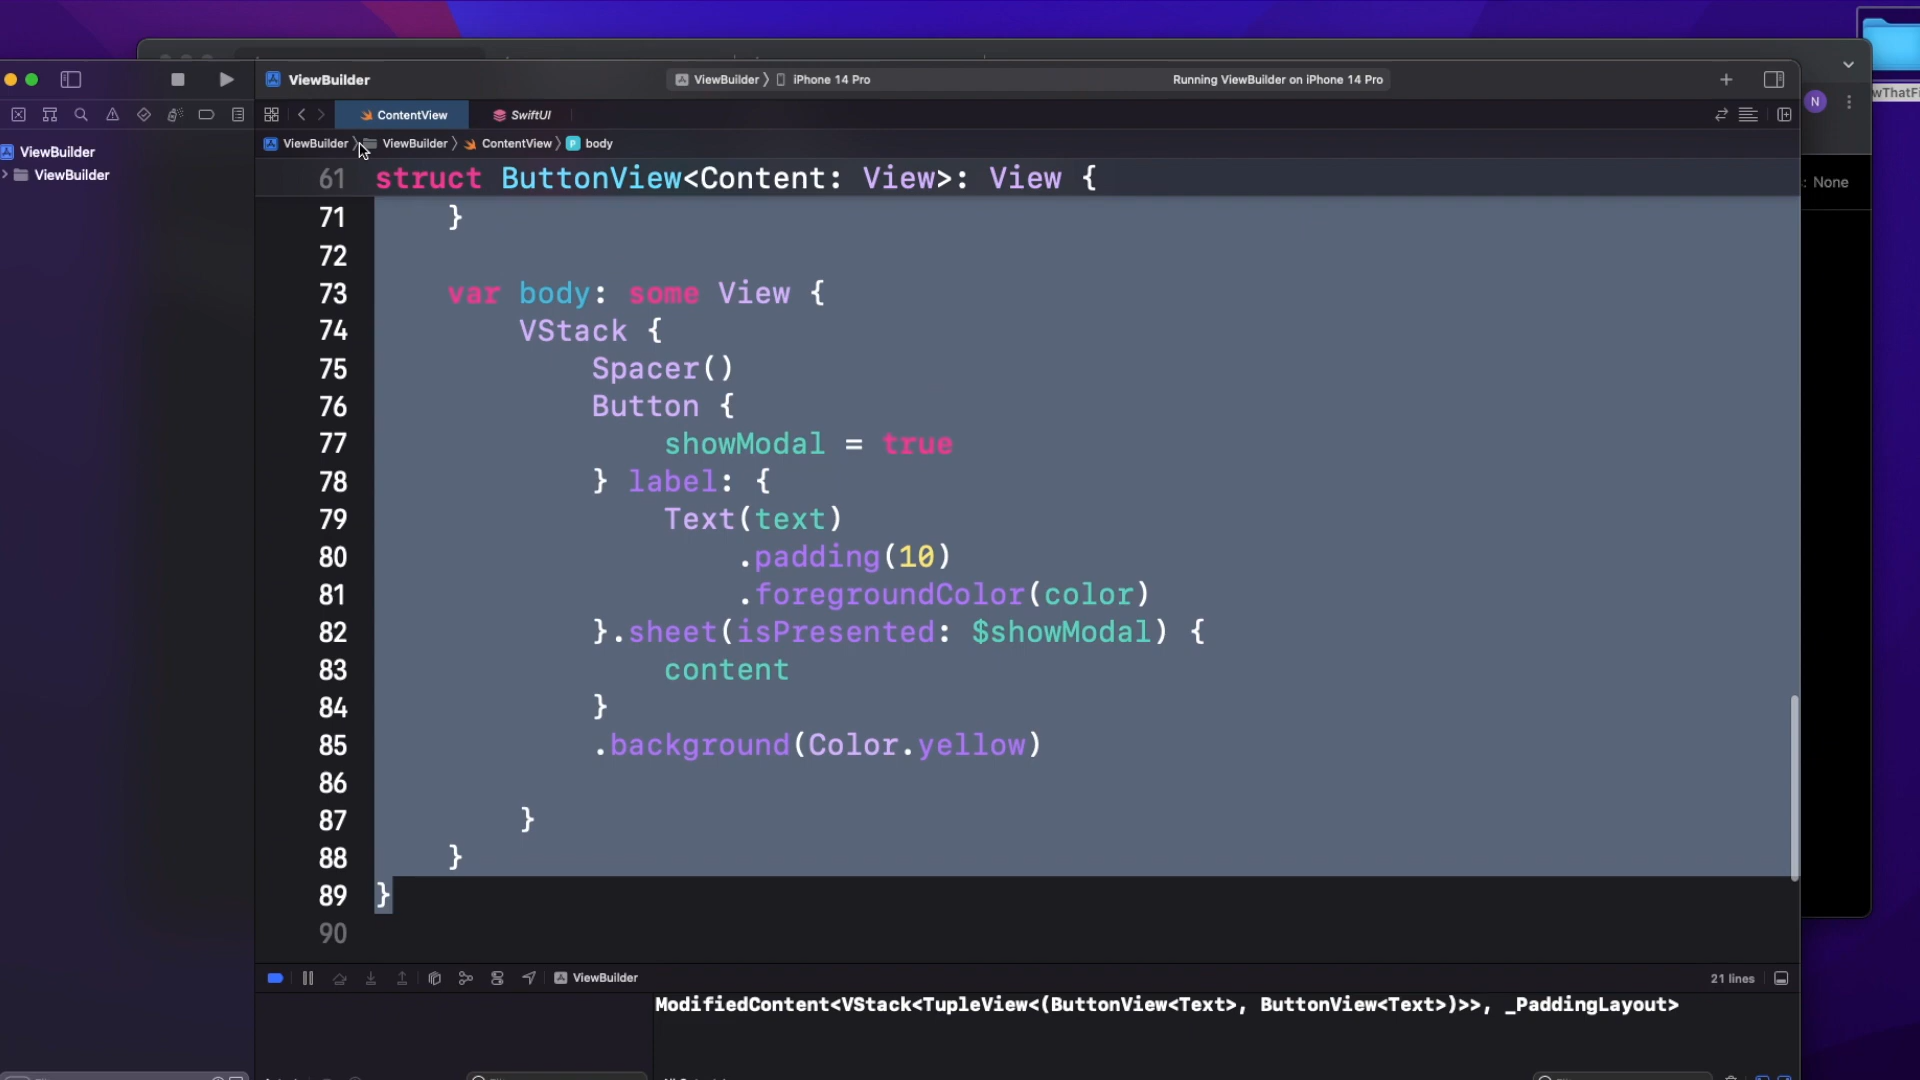 ViewBuilder
ViewBuilder
iPhone 14 Pro
Running ViewBuilder on iPhone 14 Pro
wThatFi
ContentView
SwiftUI
N
ViewBuilder
ViewBuilder
ContentView
body
ViewBuilder
ViewBuilder
: None
61 struct ButtonView<Content: View>: View {
71 }
72
73 var body: some View {
74 VStack {
75 Spacer()
76 Button {
77 showModal = true
78 } label: {
79 Text(text)
80 .padding(10)
81 .foregroundColor(color)
82 }.sheet(isPresented: $showModal) {
83 content
84 }
85 .background(Color.yellow)
86
87 }
88 }
89 }
90
ViewBuilder
21 lines
ModifiedContent<VStack<TupleView<(ButtonView<Text>, ButtonView<Text>)>>, _PaddingLayout>